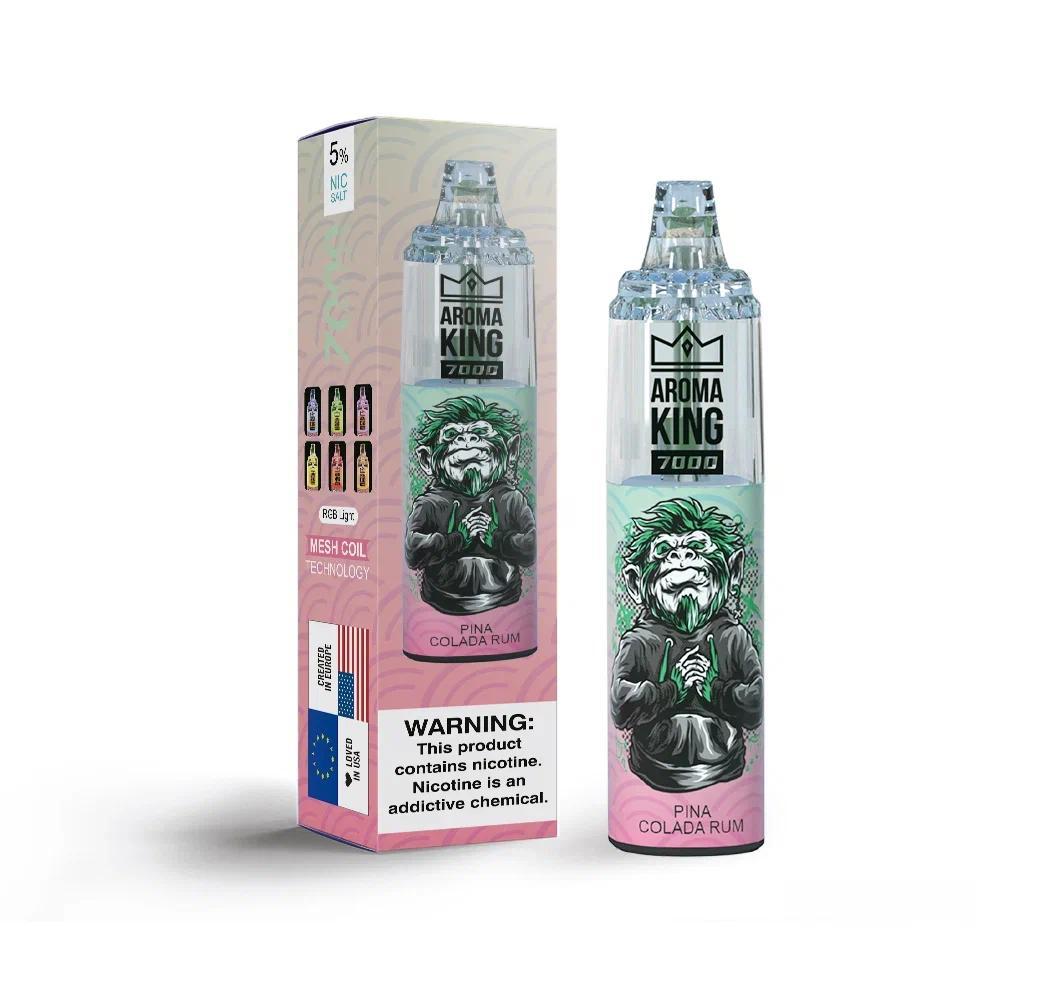 5%
NIC
SALT
7000
RGB Light
MESH COIL
TECHNOLOGY
CREATED
IN EUROPE
LOVED
IN USA
AROMA
KING
7000
PINA
COLADA RUM
WARNING:
This product
contains nicotine.
Nicotine is an
addictive chemical.
AROMA
KING
7000
PINA
COLADA RUM